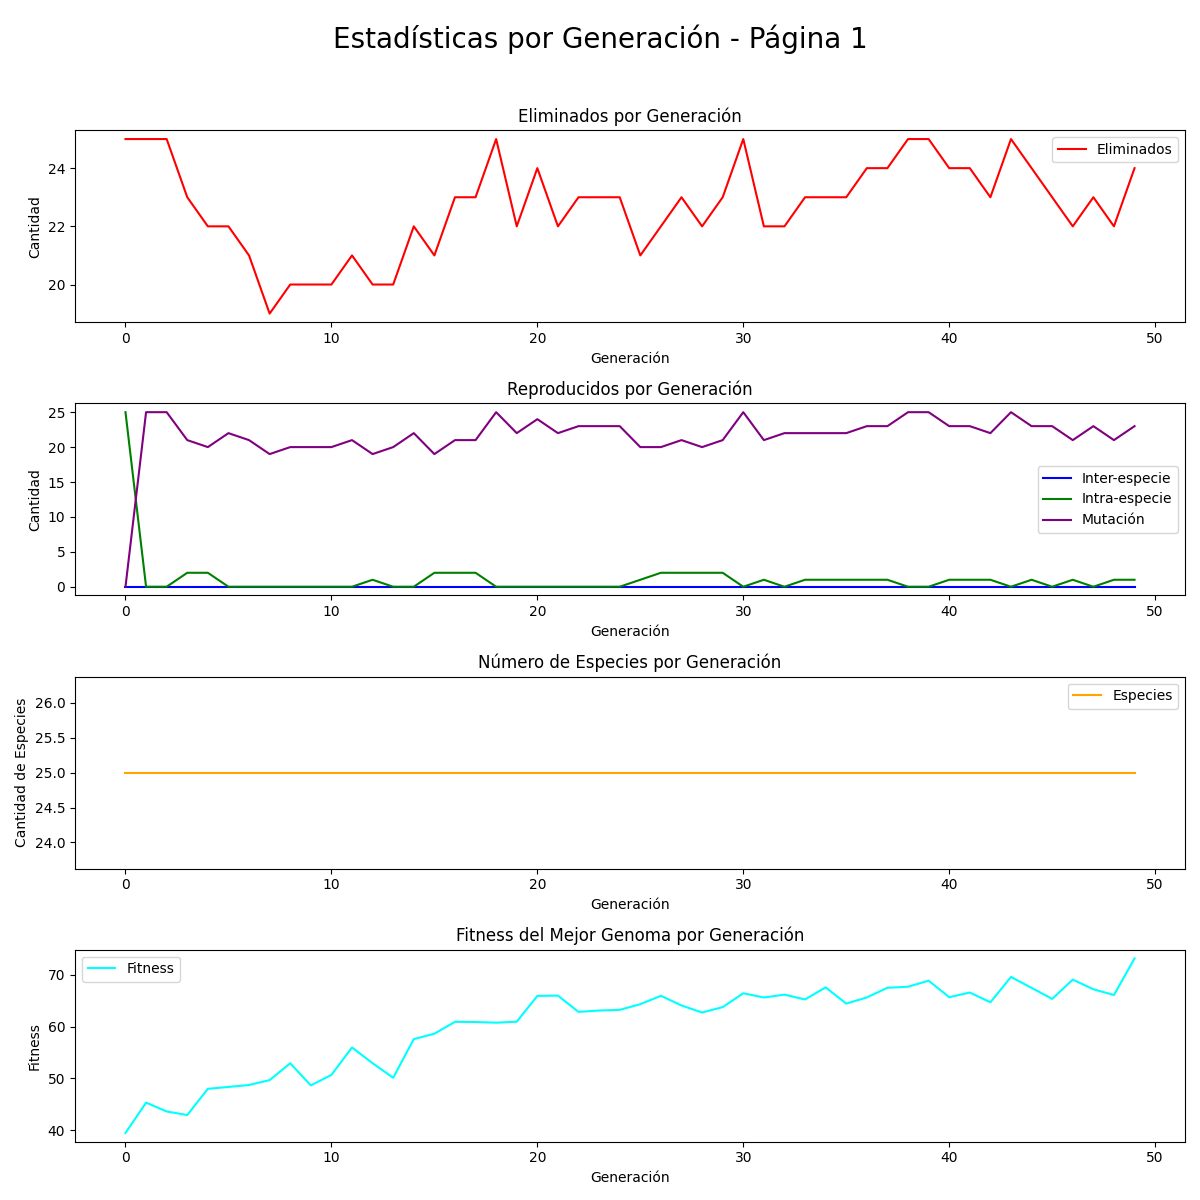 Estadísticas por Generación - Página 1
Eliminados por Generación
Eliminados
24
22
20
Cantidad
0 10 20 30 40 50
Generación
Reproducidos por Generación
25
20
15
10
5
0
Cantidad
Inter-especie
Intra-especie
Mutación
0 10 20 30 40 50
Generación
Número de Especies por Generación
Especies
26.0
25.5
25.0
24.5
24.0
Cantidad de Especies
0 10 20 30 40 50
Generación
Fitness del Mejor Genoma por Generación
Fitness
70
60
50
40
Fitness
0 10 20 30 40 50
Generación